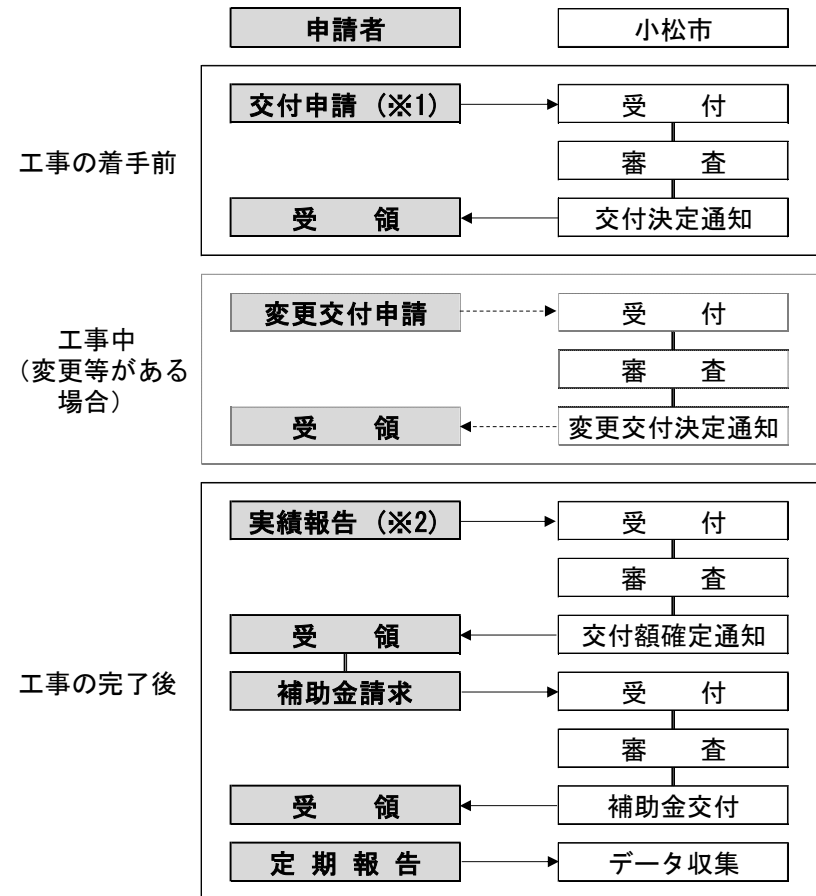 申請者 小松市
交付申請（※1） 受 付
工事の着手前
審 査
受 領 交付決定通知
変更交付申請 受 付
工事中
（変更等がある
場合）
審 査
受 領 変更交付決定通知
実績報告（※2） 受 付
審 査
受 領 交付額確定通知
工事の完了後
補助金請求 受 付
審 査
受 領 補助金交付
定 期 報 告 データ収集